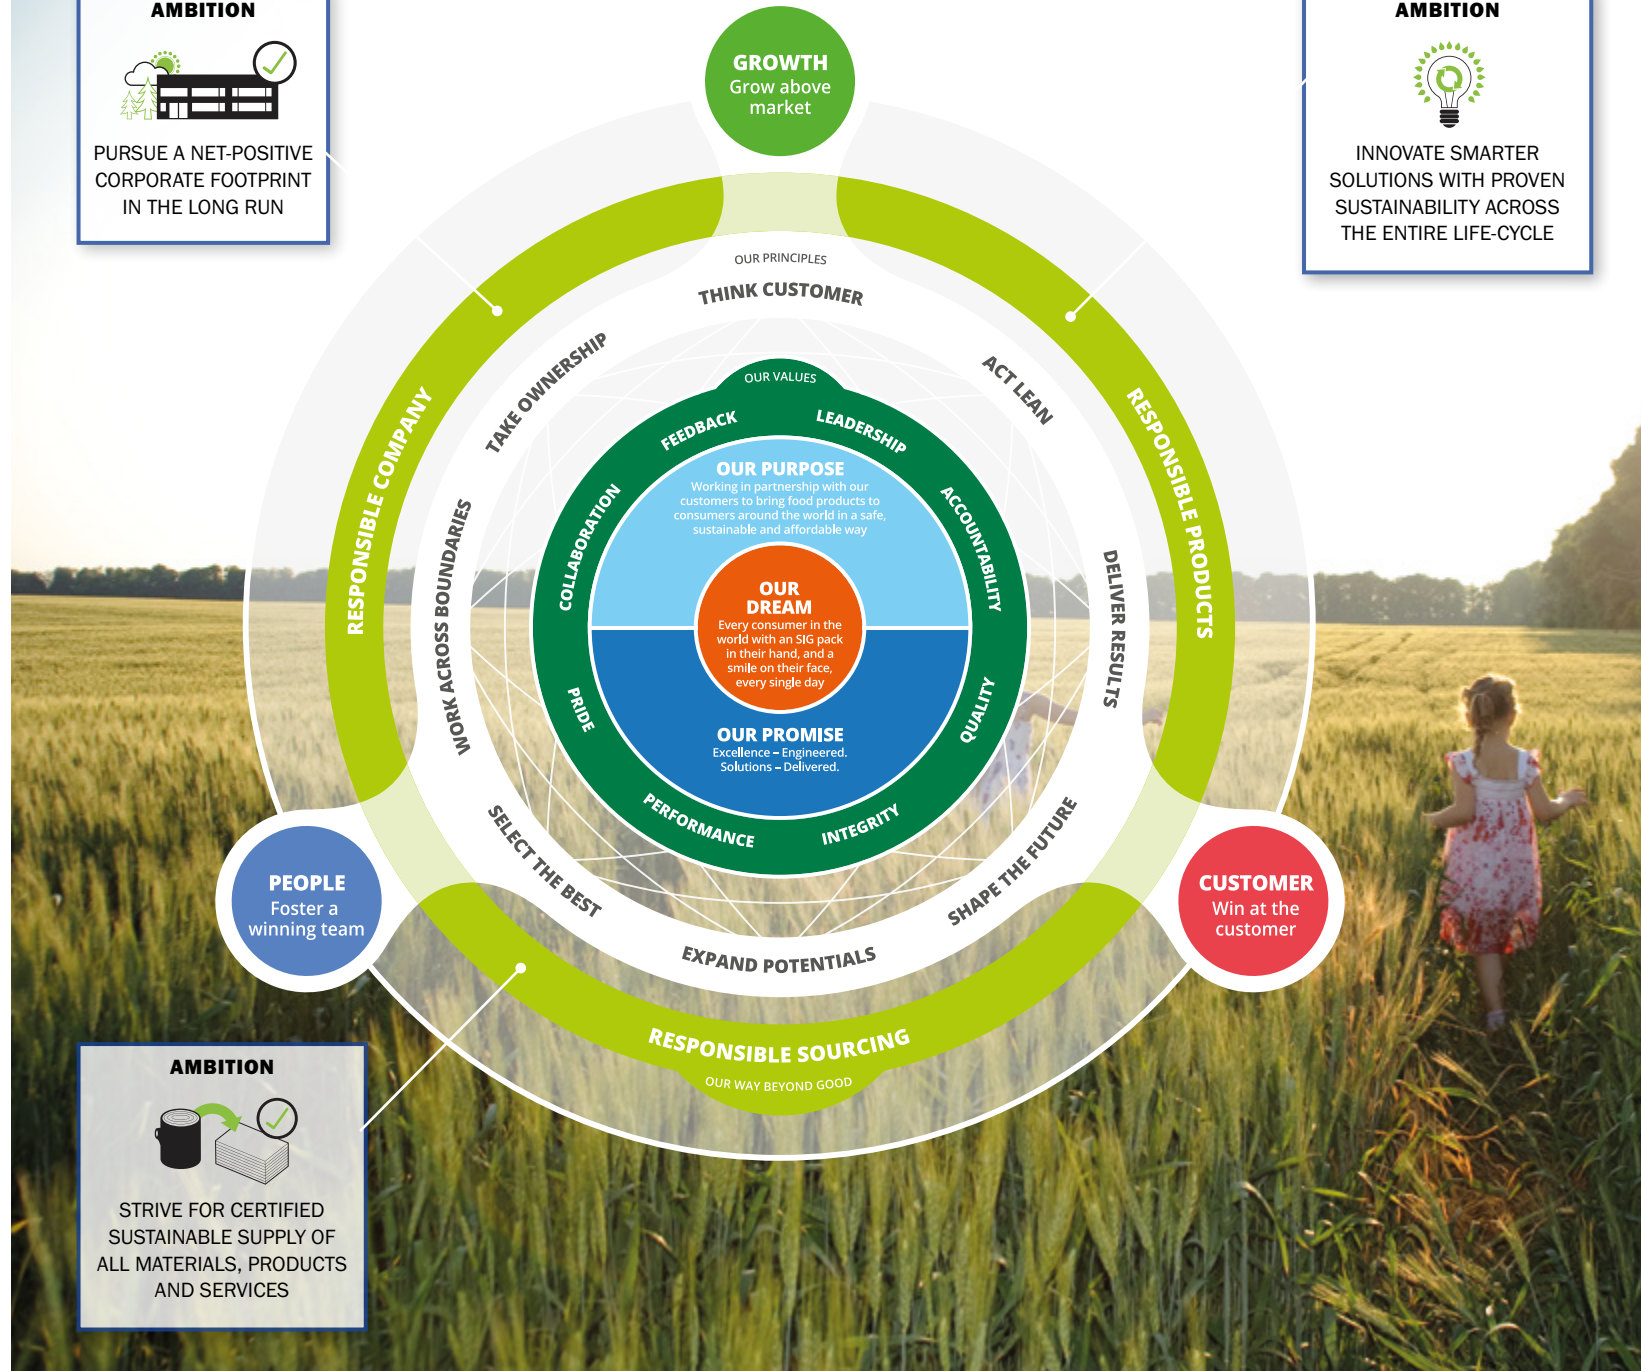 AMBITION
PURSUE A NET-POSITIVE
CORPORATE FOOTPRINT
IN THE LONG RUN
GROWTH
Grow above
market
AMBITION
INNOVATE SMARTER
SOLUTIONS WITH PROVEN
SUSTAINABILITY ACROSS
THE ENTIRE LIFE-CYCLE
RESPONSIBLE COMPANY
RESPONSIBLE PRODUCTS
OUR PRINCIPLES
THINK CUSTOMER
ACT LEAN
DELIVER RESULTS
SHAPE THE FUTURE
EXPAND POTENTIALS
SELECT THE BEST
WORK ACROSS BOUNDARIES
TAKE OWNERSHIP
OUR VALUES
LEADERSHIP
ACCOUNTABILITY
QUALITY
INTEGRITY
PERFORMANCE
PRIDE
COLLABORATION
FEEDBACK
OUR PURPOSE
Working in partnership with our
customers to bring food products to
consumers around the world in a safe,
sustainable and affordable way
OUR
DREAM
Every consumer in the
world with an SIG pack
in their hand, and a
smile on their face,
every single day
OUR PROMISE
Excellence – Engineered.
Solutions – Delivered.
PEOPLE
Foster a
winning team
CUSTOMER
Win at the
customer
RESPONSIBLE SOURCING
OUR WAY BEYOND GOOD
AMBITION
STRIVE FOR CERTIFIED
SUSTAINABLE SUPPLY OF
ALL MATERIALS, PRODUCTS
AND SERVICES